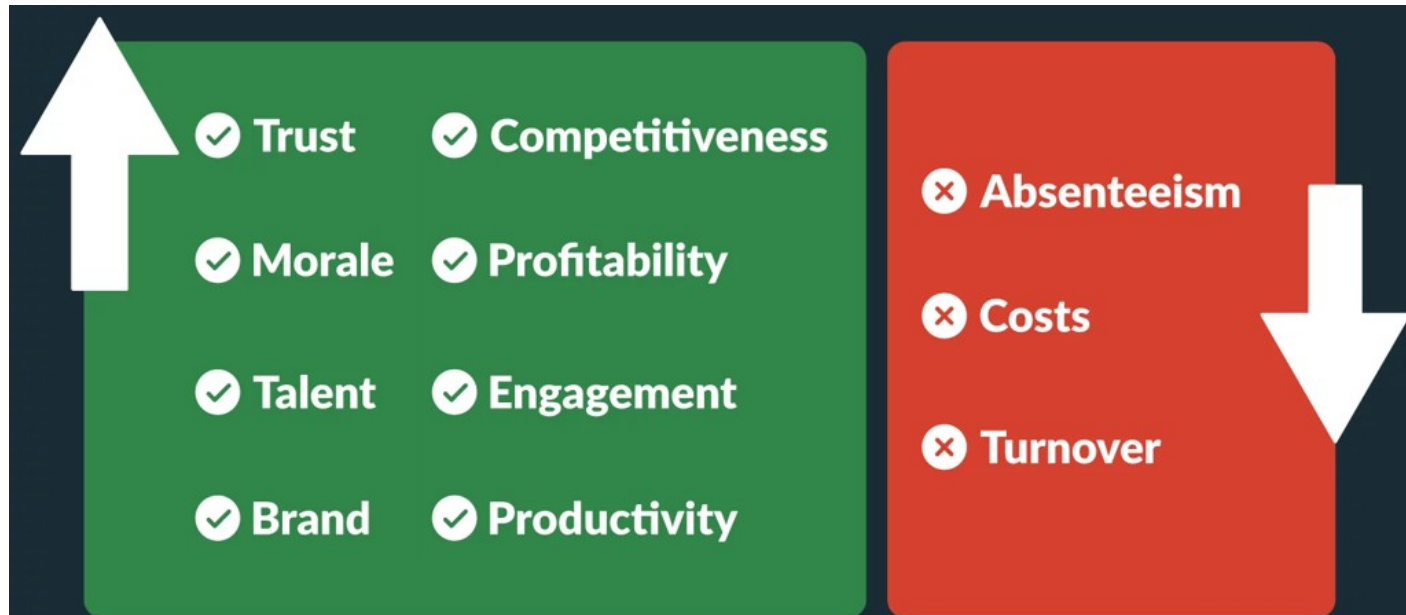 Trust
Morale
Talent
Brand
Competitiveness
Profitability
Engagement
Productivity
Absenteeism
Costs
Turnover